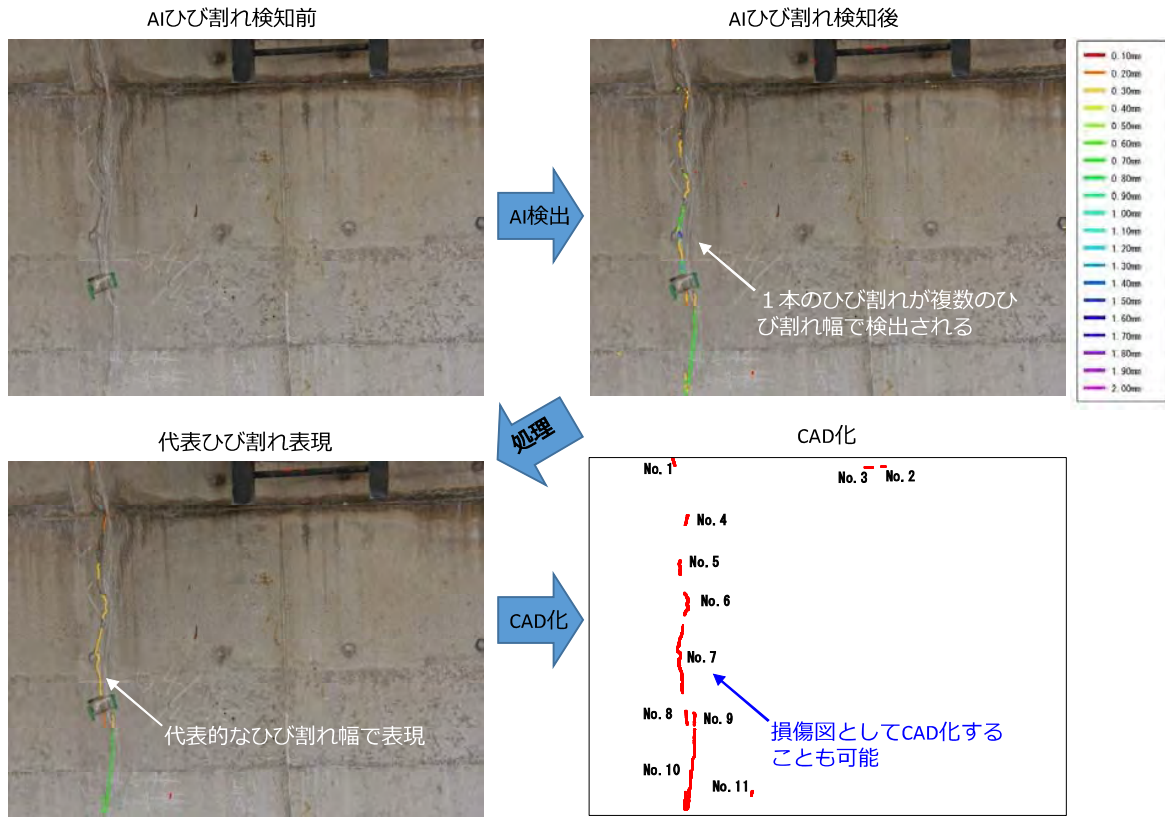 AIひび割れ検知前
AIひび割れ検知後
0.10mm
0.20mm
0.30mm
0.40mm
0.50mm
0.60mm
0.70mm
0.80mm
0.90mm
1.00mm
1.10mm
1.20mm
1.30mm
1.40mm
1.50mm
1.60mm
1.70mm
1.80mm
1.90mm
2.00mm
AI検出
1本のひび割れが複数のひ
び割れ幅で検出される
処理
代表ひび割れ表現
CAD化
代表的なひび割れ幅で表現
CAD化
No.1
No.3
No.2
No.4
No.5
No.6
No.7
No.8
No.9
No.10
No.11
損傷図としてCAD化する
ことも可能